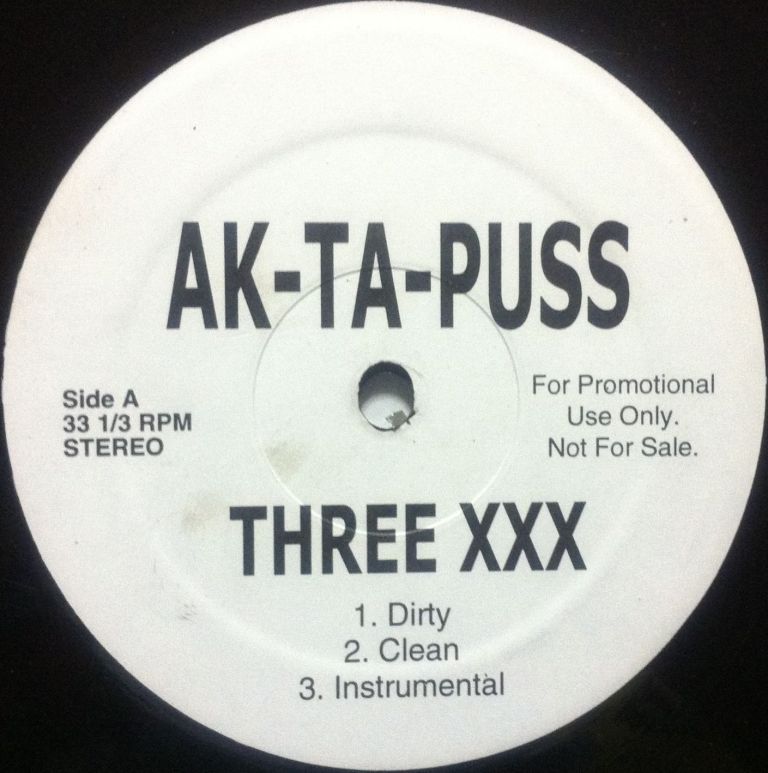 AK-TA-PUSS
Side A
33 1/3 RPM
STEREO
For Promotional
Use Only.
Not For Sale.
THREE XXX
1. Dirty
2. Clean
3. Instrumental